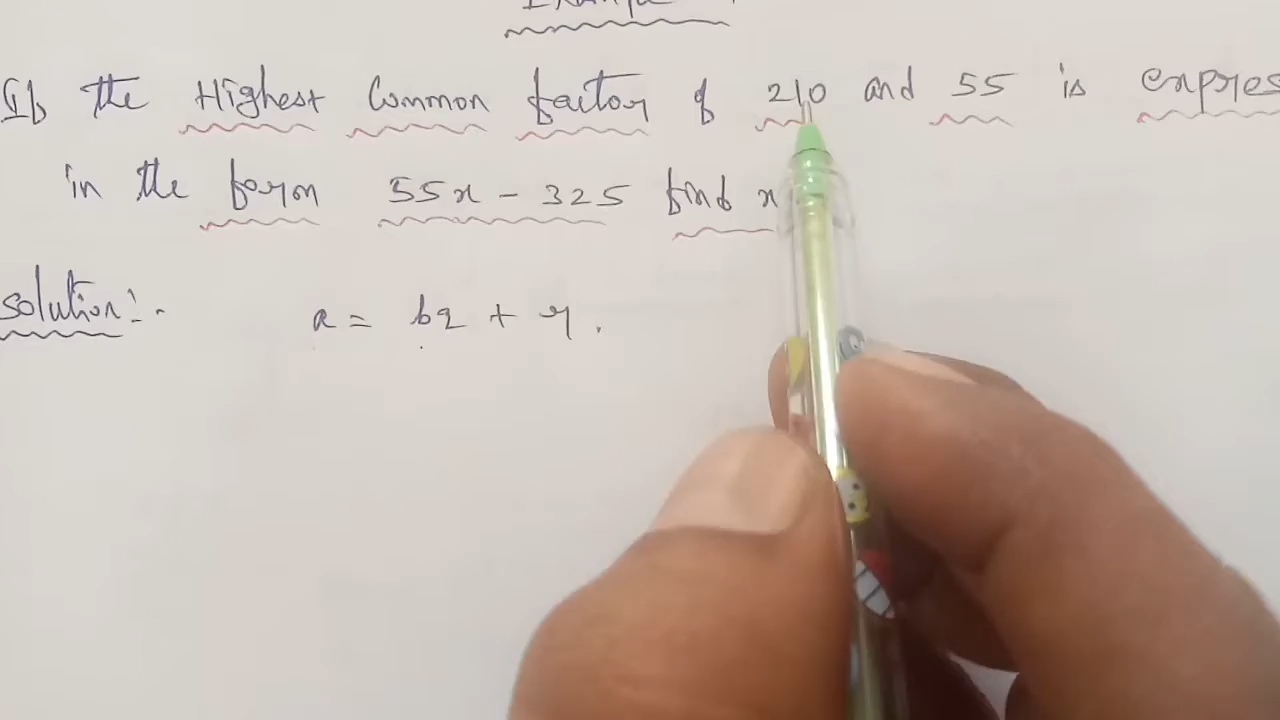 If the Highest Common factor of 210 and 55 is expres
in the form 55x - 325 find x
solution:-
a = bq + r.